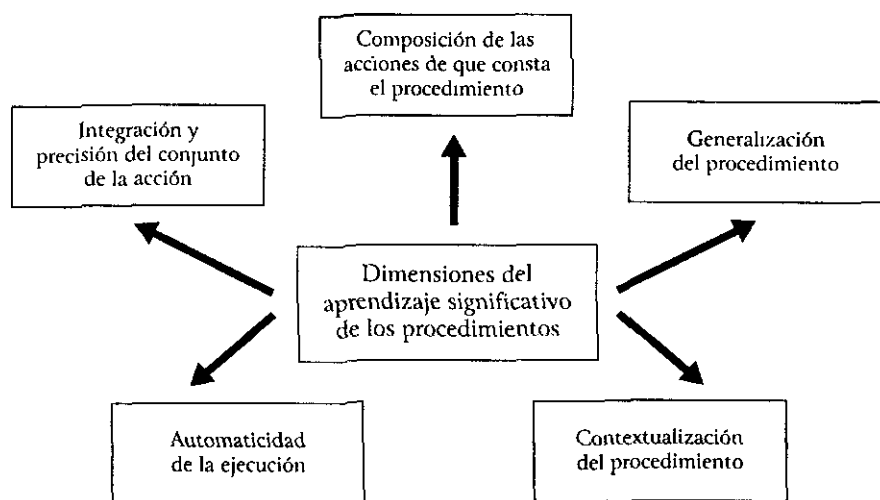 Composición de las
acciones de que consta
el procedimiento
Integración y
precisión del conjunto
de la acción
Generalización
del procedimiento
Dimensiones del
aprendizaje significativo
de los procedimientos
Automaticidad
de la ejecución
Contextualización
del procedimiento